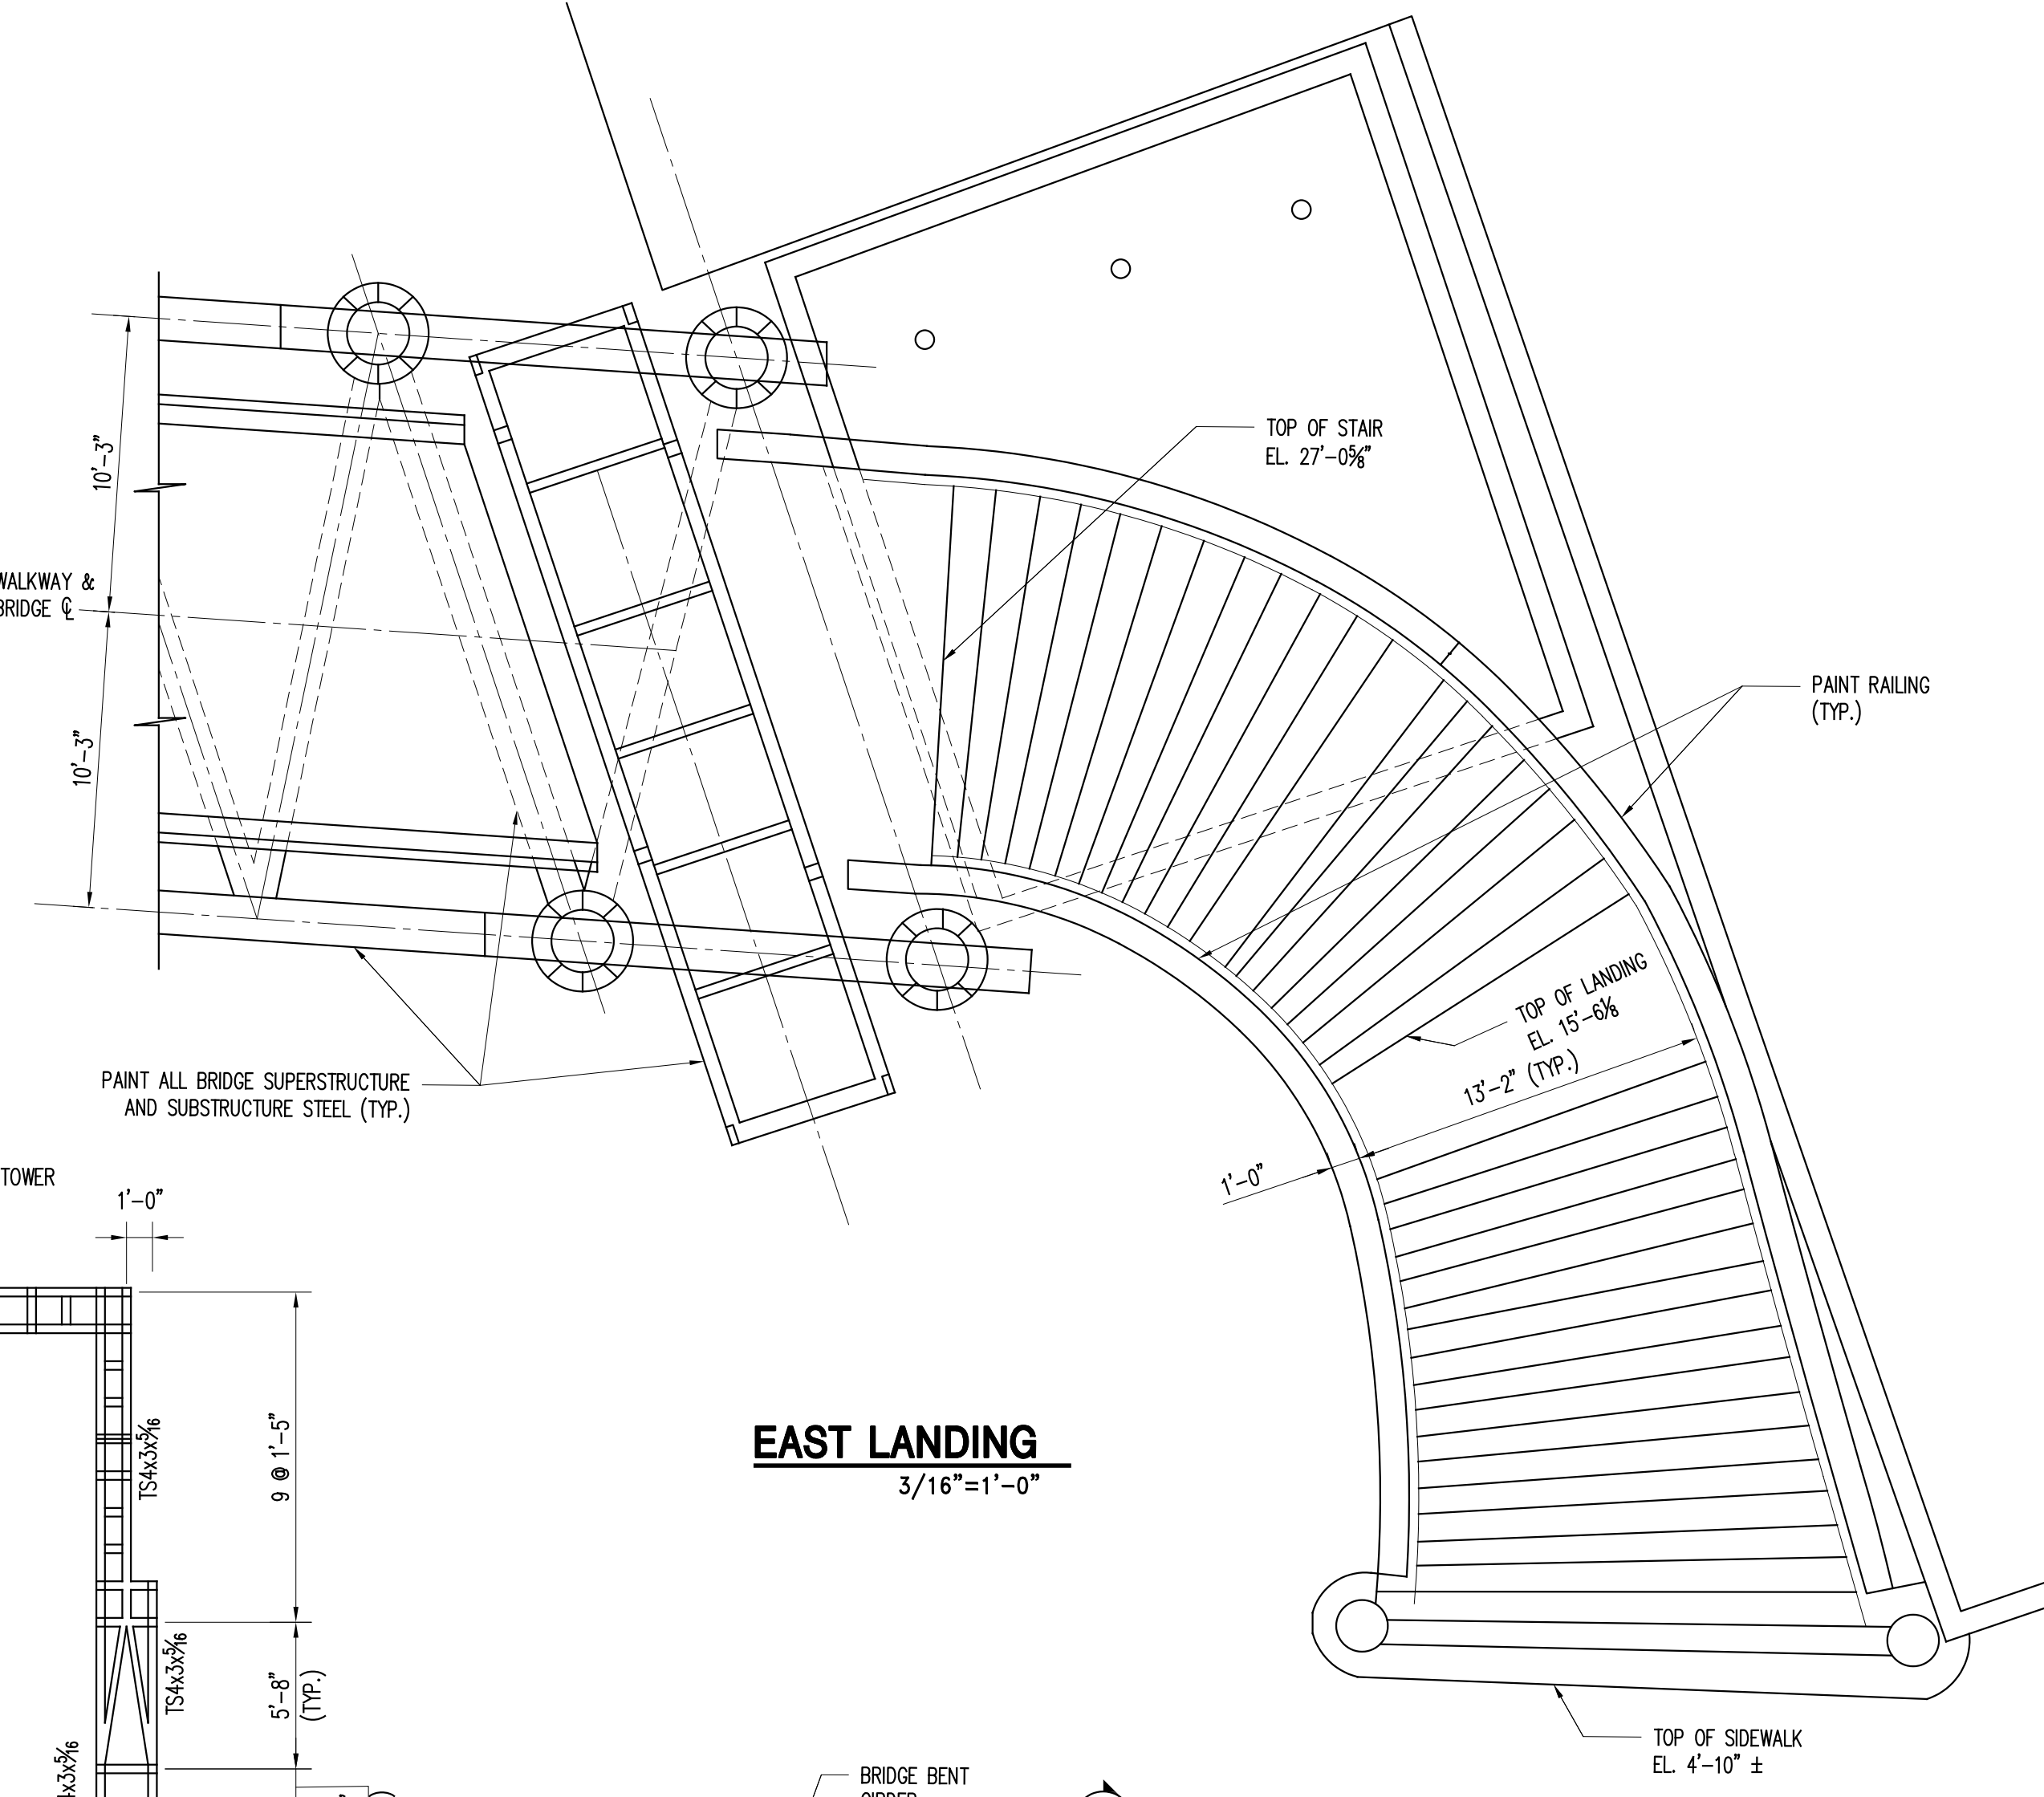 10'-3"
TOP OF STAIR
EL. 27'-0⅝"
WALKWAY &
BRIDGE ℄
10'-3"
PAINT RAILING
(TYP.)
TOP OF LANDING
EL. 15'-6⅛
13'-2" (TYP.)
1'-0"
PAINT ALL BRIDGE SUPERSTRUCTURE
AND SUBSTRUCTURE STEEL (TYP.)
TOWER
1'-0"
TS4x3x5⁄16
9 @ 1'-5"
EAST LANDING
3/16"=1'-0"
TS4x3x5⁄16
5'-8"
(TYP.)
4x3x5⁄16
TOP OF SIDEWALK
EL. 4'-10" ±
BRIDGE BENT
GIRDER